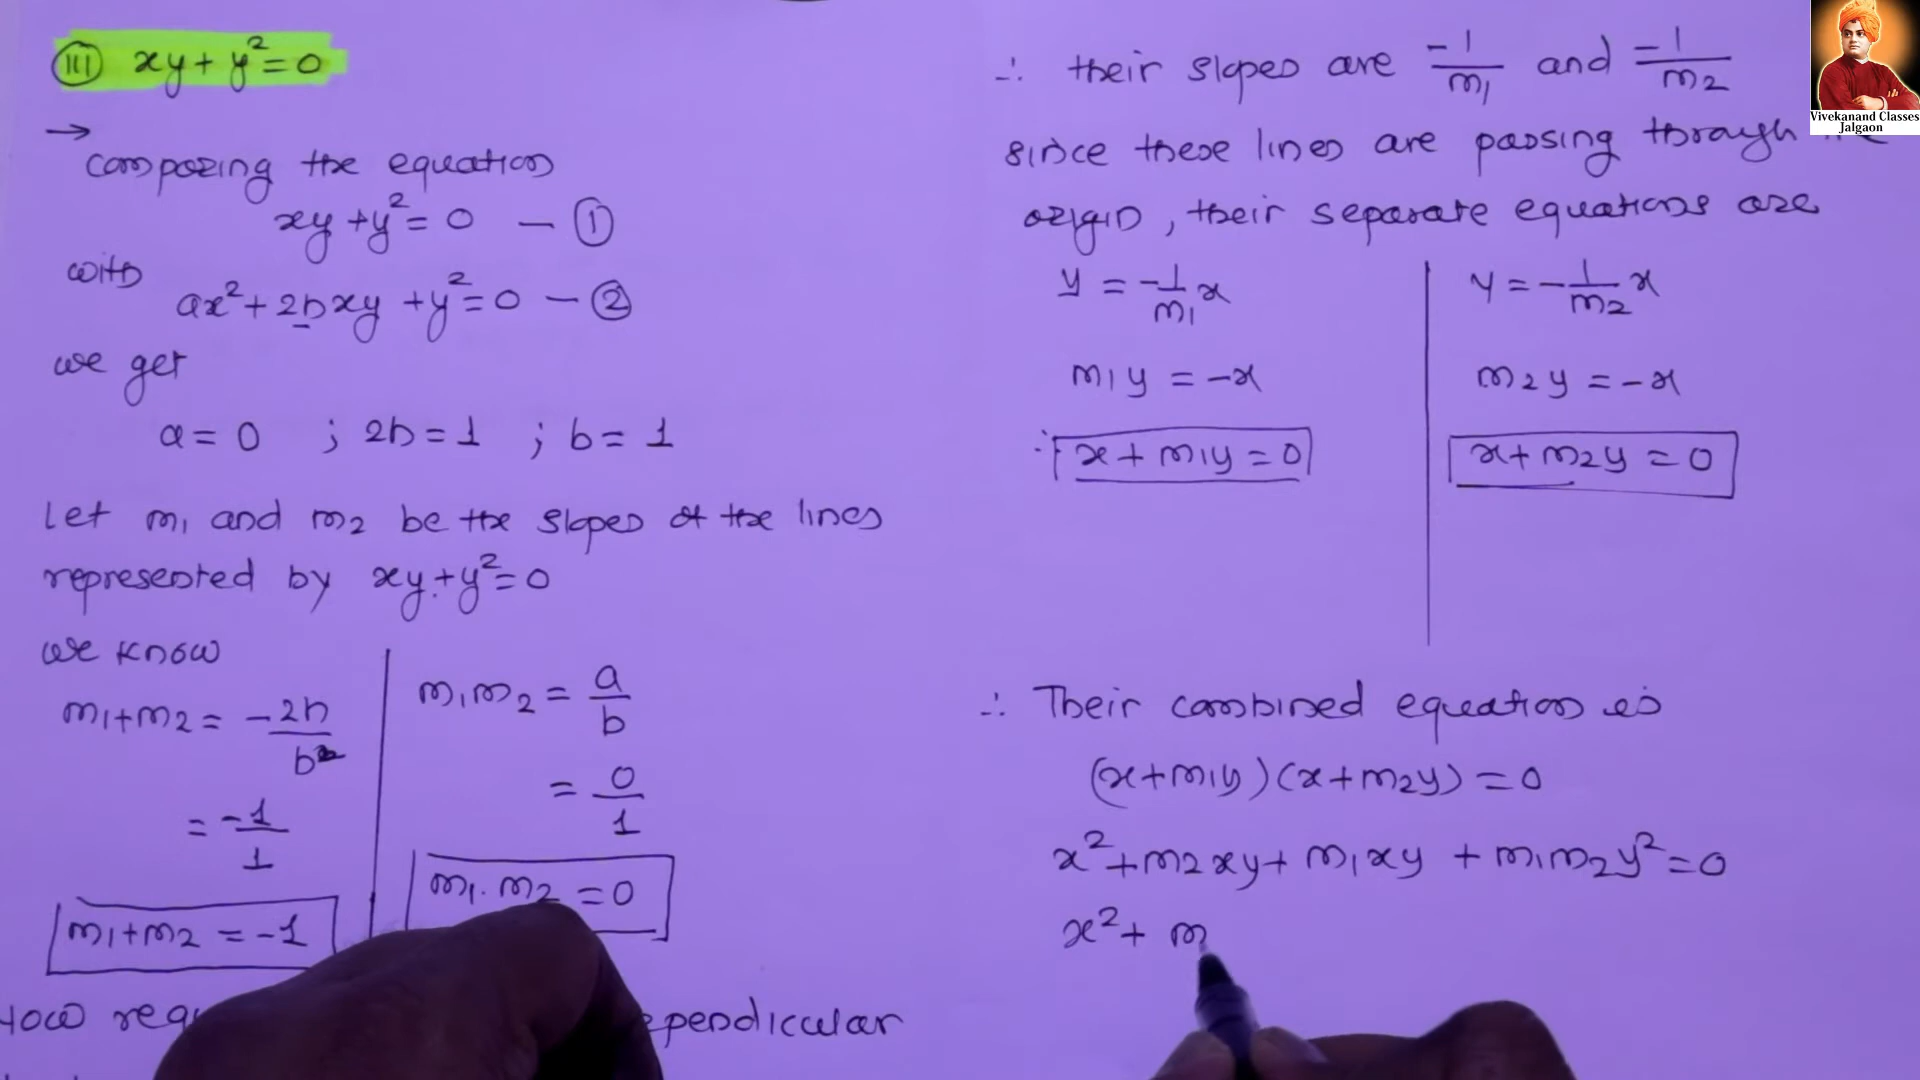 (III) xy + y² = 0
→
Comparing the equation
xy + y² = 0 — ①
with
ax² + 2hxy + y² = 0 — ②
we get
a = 0 ; 2h = 1 ; b = 1
Let m₁ and m₂ be the slopes of the lines
represented by xy + y² = 0
we know
m₁ + m₂ = -2h/b
= -1/1
m₁ + m₂ = -1
m₁m₂ = a/b
= 0/1
m₁ . m₂ = 0
pendicular
∴ their slopes are -1/m₁ and -1/m₂
since these lines are passing through
origin, their separate equations are
y = -1/m₁ x
m₁y = -x
∴ x + m₁y = 0
y = -1/m₂ x
m₂y = -x
x + m₂y = 0
∴ Their combined equation is
(x + m₁y)(x + m₂y) = 0
x² + m₂xy + m₁xy + m₁m₂y² = 0
x² + m
Vivekanand Classes
Jalgaon